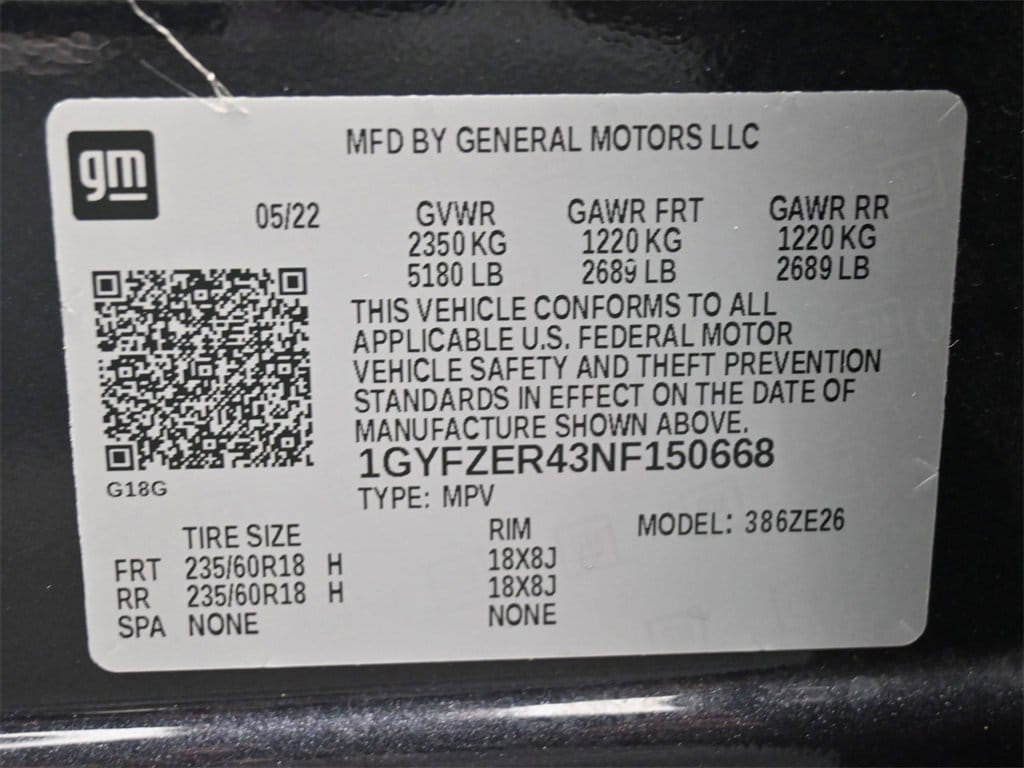 gm
MFD BY GENERAL MOTORS LLC
05/22 GVWR GAWR FRT GAWR RR
2350 KG 1220 KG 1220 KG
5180 LB 2689 LB 2689 LB
THIS VEHICLE CONFORMS TO ALL
APPLICABLE U.S. FEDERAL MOTOR
VEHICLE SAFETY AND THEFT PREVENTION
STANDARDS IN EFFECT ON THE DATE OF
MANUFACTURE SHOWN ABOVE.
1GYFZER43NF150668
G18G
TYPE: MPV
TIRE SIZE RIM MODEL: 386ZE26
FRT 235/60R18 H 18X8J
RR 235/60R18 H 18X8J
SPA NONE NONE